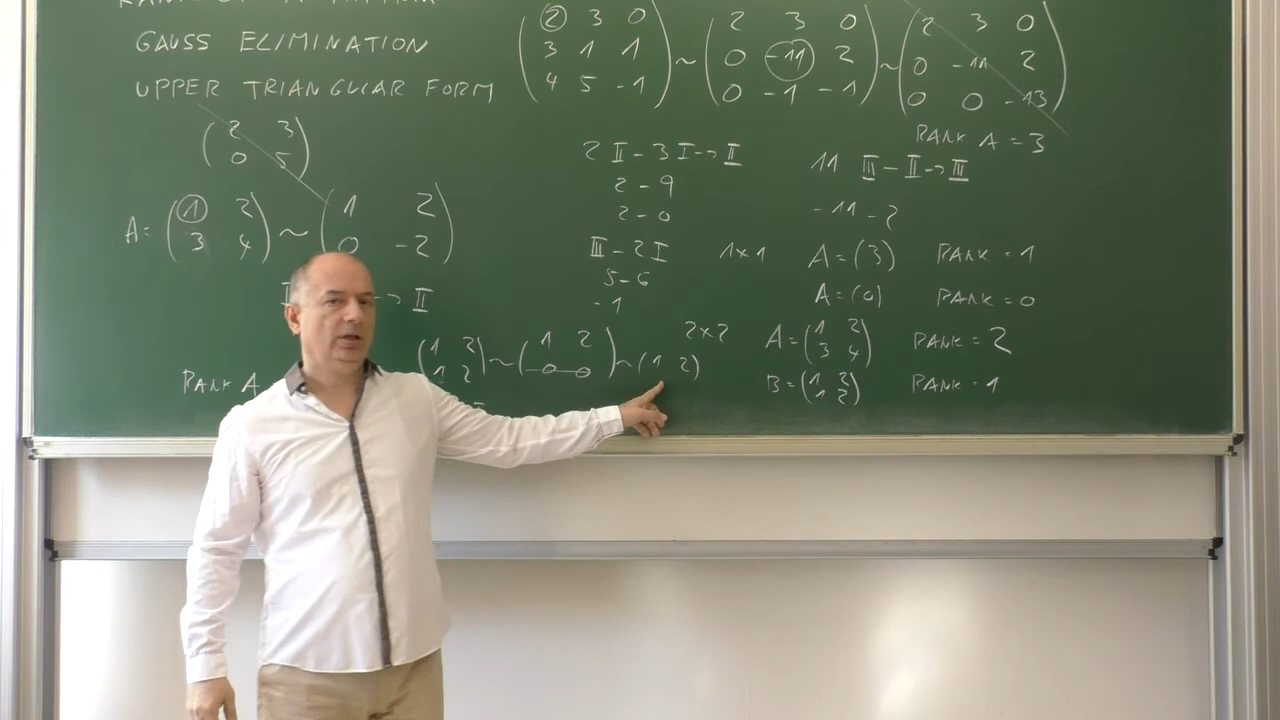 GAUSS ELIMINATION
UPPER TRIANGULAR FORM
( 2 3
0 5 )
A = ( 1 2
3 4 ) ~ ( 1 2
0 -2 )
→ II
RANK A
( 1 2
1 2 ) ~ ( 1 2
0 0 ) ~ ( 1 2 )
( 2 3 0
3 1 1
4 5 -1 ) ~ ( 2 3 0
0 -11 2
0 -1 -1 ) ~ ( 2 3 0
0 -11 2
0 0 -13 )
RANK A = 3
2 II - 3 I → II
2 - 9
2 - 0
III - 2 I
5 - 6
- 1
11 III - II → III
-11 - 2
1×1 A = (3) RANK = 1
A = (0) RANK = 0
2×2 A = ( 1 2
3 4 ) RANK = 2
B = ( 1 2
1 2 ) RANK = 1